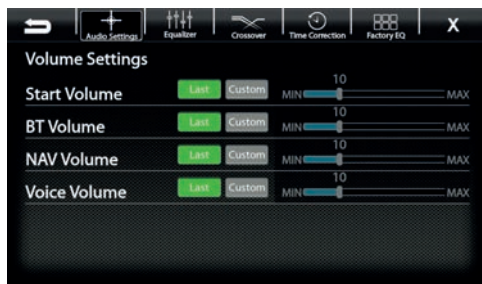 Audio Settings Equalizer Crossover Time Correction Factory EQ X
Volume Settings
10
Start Volume Last Custom MIN MAX
10
BT Volume Last Custom MIN MAX
10
NAV Volume Last Custom MIN MAX
10
Voice Volume Last Custom MIN MAX